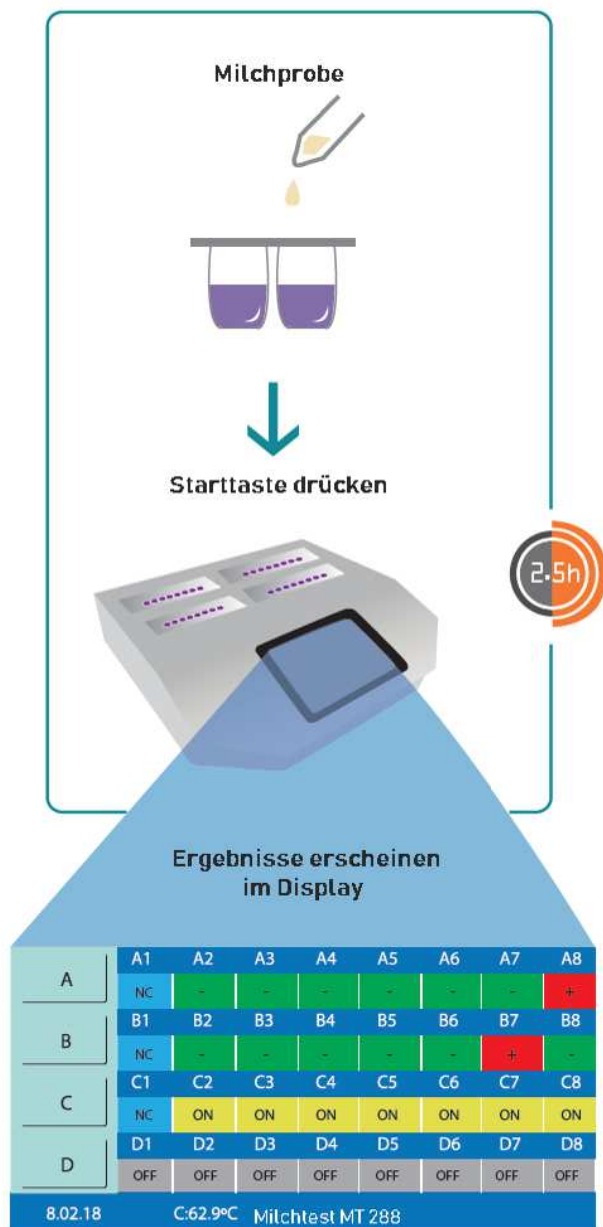 Milchprobe
Starttaste drücken
2.5h
Ergebnisse erscheinen
im Display
A A1 A2 A3 A4 A5 A6 A7 A8
NC - - - - - - +
B B1 B2 B3 B4 B5 B6 B7 B8
NC - - - - - + -
C C1 C2 C3 C4 C5 C6 C7 C8
NC ON ON ON ON ON ON ON
D D1 D2 D3 D4 D5 D6 D7 D8
OFF OFF OFF OFF OFF OFF OFF OFF
8.02.18 C:62.9ºC Milchtest MT 288